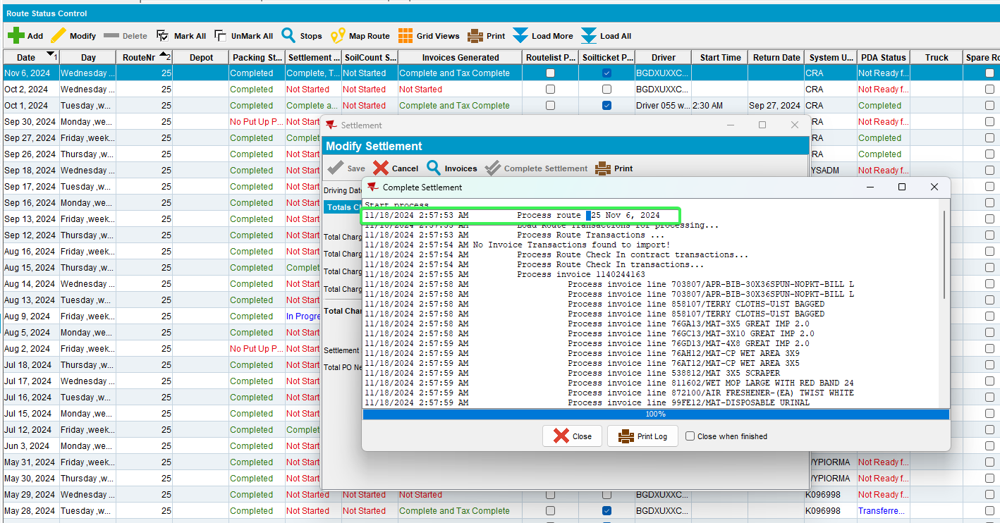 Route Status Control
Add Modify Delete Mark All UnMark All Stops Map Route Grid Views Print Load More Load All
Date 1 Day RouteNr 2 Depot Packing St... Settlement ... SoilCount S... Invoices Generated Routelist P... Soilticket P... Driver Start Time Return Date System U... PDA Status Truck Spare Ro
Nov 6, 2024 Wednesday ... 25 Completed Complete, T... Not Started Complete and Tax Complete BGDXUXXC... CRA Not Ready f...
Oct 2, 2024 Wednesday ... 25 Completed Not Started Not Started Not Started BGDXUXXC... CRA Not Ready f...
Oct 1, 2024 Tuesday ,w... 25 Completed Complete a... Not Started Complete and Tax Complete Driver 055 w... 2:30 AM Sep 27, 2024 CRA Completed
Sep 30, 2024 Monday ,we... 25 No Put Up P... Not Start RA Not Ready f...
Sep 27, 2024 Friday ,week... 25 Completed Complet RA Completed
Sep 26, 2024 Thursday ,w... 25 Completed Not Start RA Completed
Sep 18, 2024 Wednesday ... 25 Completed Not Start YSADM Not Ready f...
Sep 17, 2024 Tuesday ,w... 25 Completed Not Start
Sep 16, 2024 Monday ,we... 25 Completed Not Start
Sep 13, 2024 Friday ,week... 25 Completed Not Start
Sep 12, 2024 Thursday ,w... 25 Completed Not Start
Aug 16, 2024 Friday ,week... 25 Completed Not Start
Aug 15, 2024 Thursday ,w... 25 Completed Complet
Aug 14, 2024 Wednesday ... 25 Completed Not Start
Aug 13, 2024 Tuesday ,w... 25 Completed Not Start
Aug 9, 2024 Friday ,week... 25 Completed In Progre
Aug 5, 2024 Monday ,we... 25 Completed Not Start
Aug 2, 2024 Friday ,week... 25 No Put Up P... Not Start
Jul 18, 2024 Thursday ,w... 25 Completed Not Start
Jul 17, 2024 Wednesday ... 25 Completed Not Start
Jul 16, 2024 Tuesday ,w... 25 Completed Not Start
Jul 15, 2024 Monday ,we... 25 Completed Not Start
Jul 12, 2024 Friday ,week... 25 Completed Complet
Jun 3, 2024 Monday ,we... 25 Completed Not Start
May 31, 2024 Friday ,week... 25 Completed Not Start YPIORMA Not Ready f...
May 30, 2024 Thursday ,w... 25 Completed Not Start YPIORMA Not Ready f...
May 29, 2024 Wednesday ... 25 Completed Not Started Not Started Not Started BGDXUXXC... K096998 Not Ready f...
May 28, 2024 Tuesday ,w... 25 Completed Not Started Not Started Complete and Tax Complete BGDXUXXC... K096998 Transferre...
Settlement
Modify Settlement
Save Cancel Invoices Complete Settlement Print
Driving Date
Totals C
Total Charg
Total Charg
Total Charg
Total Charg
Total Char
Settlement
Total PO Ne
Complete Settlement
Start process
11/18/2024 2:57:53 AM Process route 25 Nov 6, 2024
11/18/2024 2:57:53 AM Load Route Transactions for processing...
11/18/2024 2:57:53 AM Process Route Transactions ...
11/18/2024 2:57:54 AM No Invoice Transactions found to import!
11/18/2024 2:57:54 AM Process Route Check In contract transactions...
11/18/2024 2:57:54 AM Process Route Check In transactions...
11/18/2024 2:57:55 AM Process invoice 1140244163
11/18/2024 2:57:58 AM Process invoice line 703807/APR-BIB-30X36SPUN-NOPKT-BILL L
11/18/2024 2:57:58 AM Process invoice line 703807/APR-BIB-30X36SPUN-NOPKT-BILL L
11/18/2024 2:57:58 AM Process invoice line 858107/TERRY CLOTHS-U1ST BAGGED
11/18/2024 2:57:58 AM Process invoice line 858107/TERRY CLOTHS-U1ST BAGGED
11/18/2024 2:57:58 AM Process invoice line 76GA13/MAT-3X5 GREAT IMP 2.0
11/18/2024 2:57:58 AM Process invoice line 76GC13/MAT-3X10 GREAT IMP 2.0
11/18/2024 2:57:58 AM Process invoice line 76GD13/MAT-4X8 GREAT IMP 2.0
11/18/2024 2:57:59 AM Process invoice line 76AH12/MAT-CP WET AREA 3X9
11/18/2024 2:57:59 AM Process invoice line 76AT12/MAT-CP WET AREA 3X5
11/18/2024 2:57:59 AM Process invoice line 538812/MAT 3X5 SCRAPER
11/18/2024 2:57:59 AM Process invoice line 811602/WET MOP LARGE WITH RED BAND 24
11/18/2024 2:57:59 AM Process invoice line 872100/AIR FRESHENER-(EA) TWIST WHITE
11/18/2024 2:57:59 AM Process invoice line 99FE12/MAT-DISPOSABLE URINAL
100%
Close Print Log Close when finished